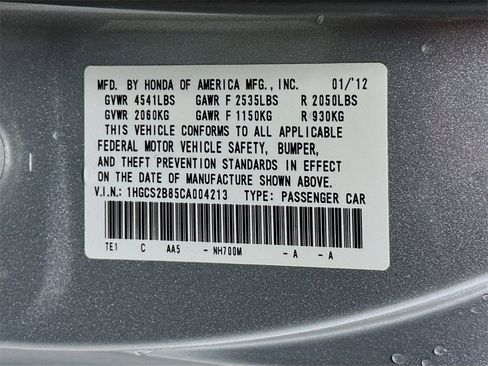 MFD. BY HONDA OF AMERICA MFG., INC. 01/'12
GVWR 4541LBS GAWR F 2535LBS R 2050LBS
GVWR 2060KG GAWR F 1150KG R 930KG
THIS VEHICLE CONFORMS TO ALL APPLICABLE
FEDERAL MOTOR VEHICLE SAFETY, BUMPER,
AND THEFT PREVENTION STANDARDS IN EFFECT
ON THE DATE OF MANUFACTURE SHOWN ABOVE.
V.I.N.: 1HGCS2B85CA004213 TYPE: PASSENGER CAR
TE1 C AA5 - NH700M - A - A